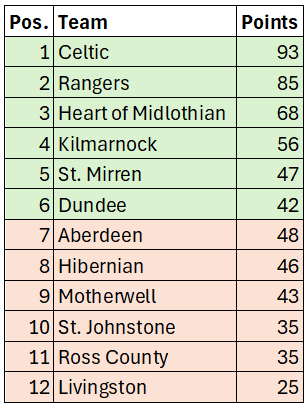 Pos. Team Points
1 Celtic 93
2 Rangers 85
3 Heart of Midlothian 68
4 Kilmarnock 56
5 St. Mirren 47
6 Dundee 42
7 Aberdeen 48
8 Hibernian 46
9 Motherwell 43
10 St. Johnstone 35
11 Ross County 35
12 Livingston 25